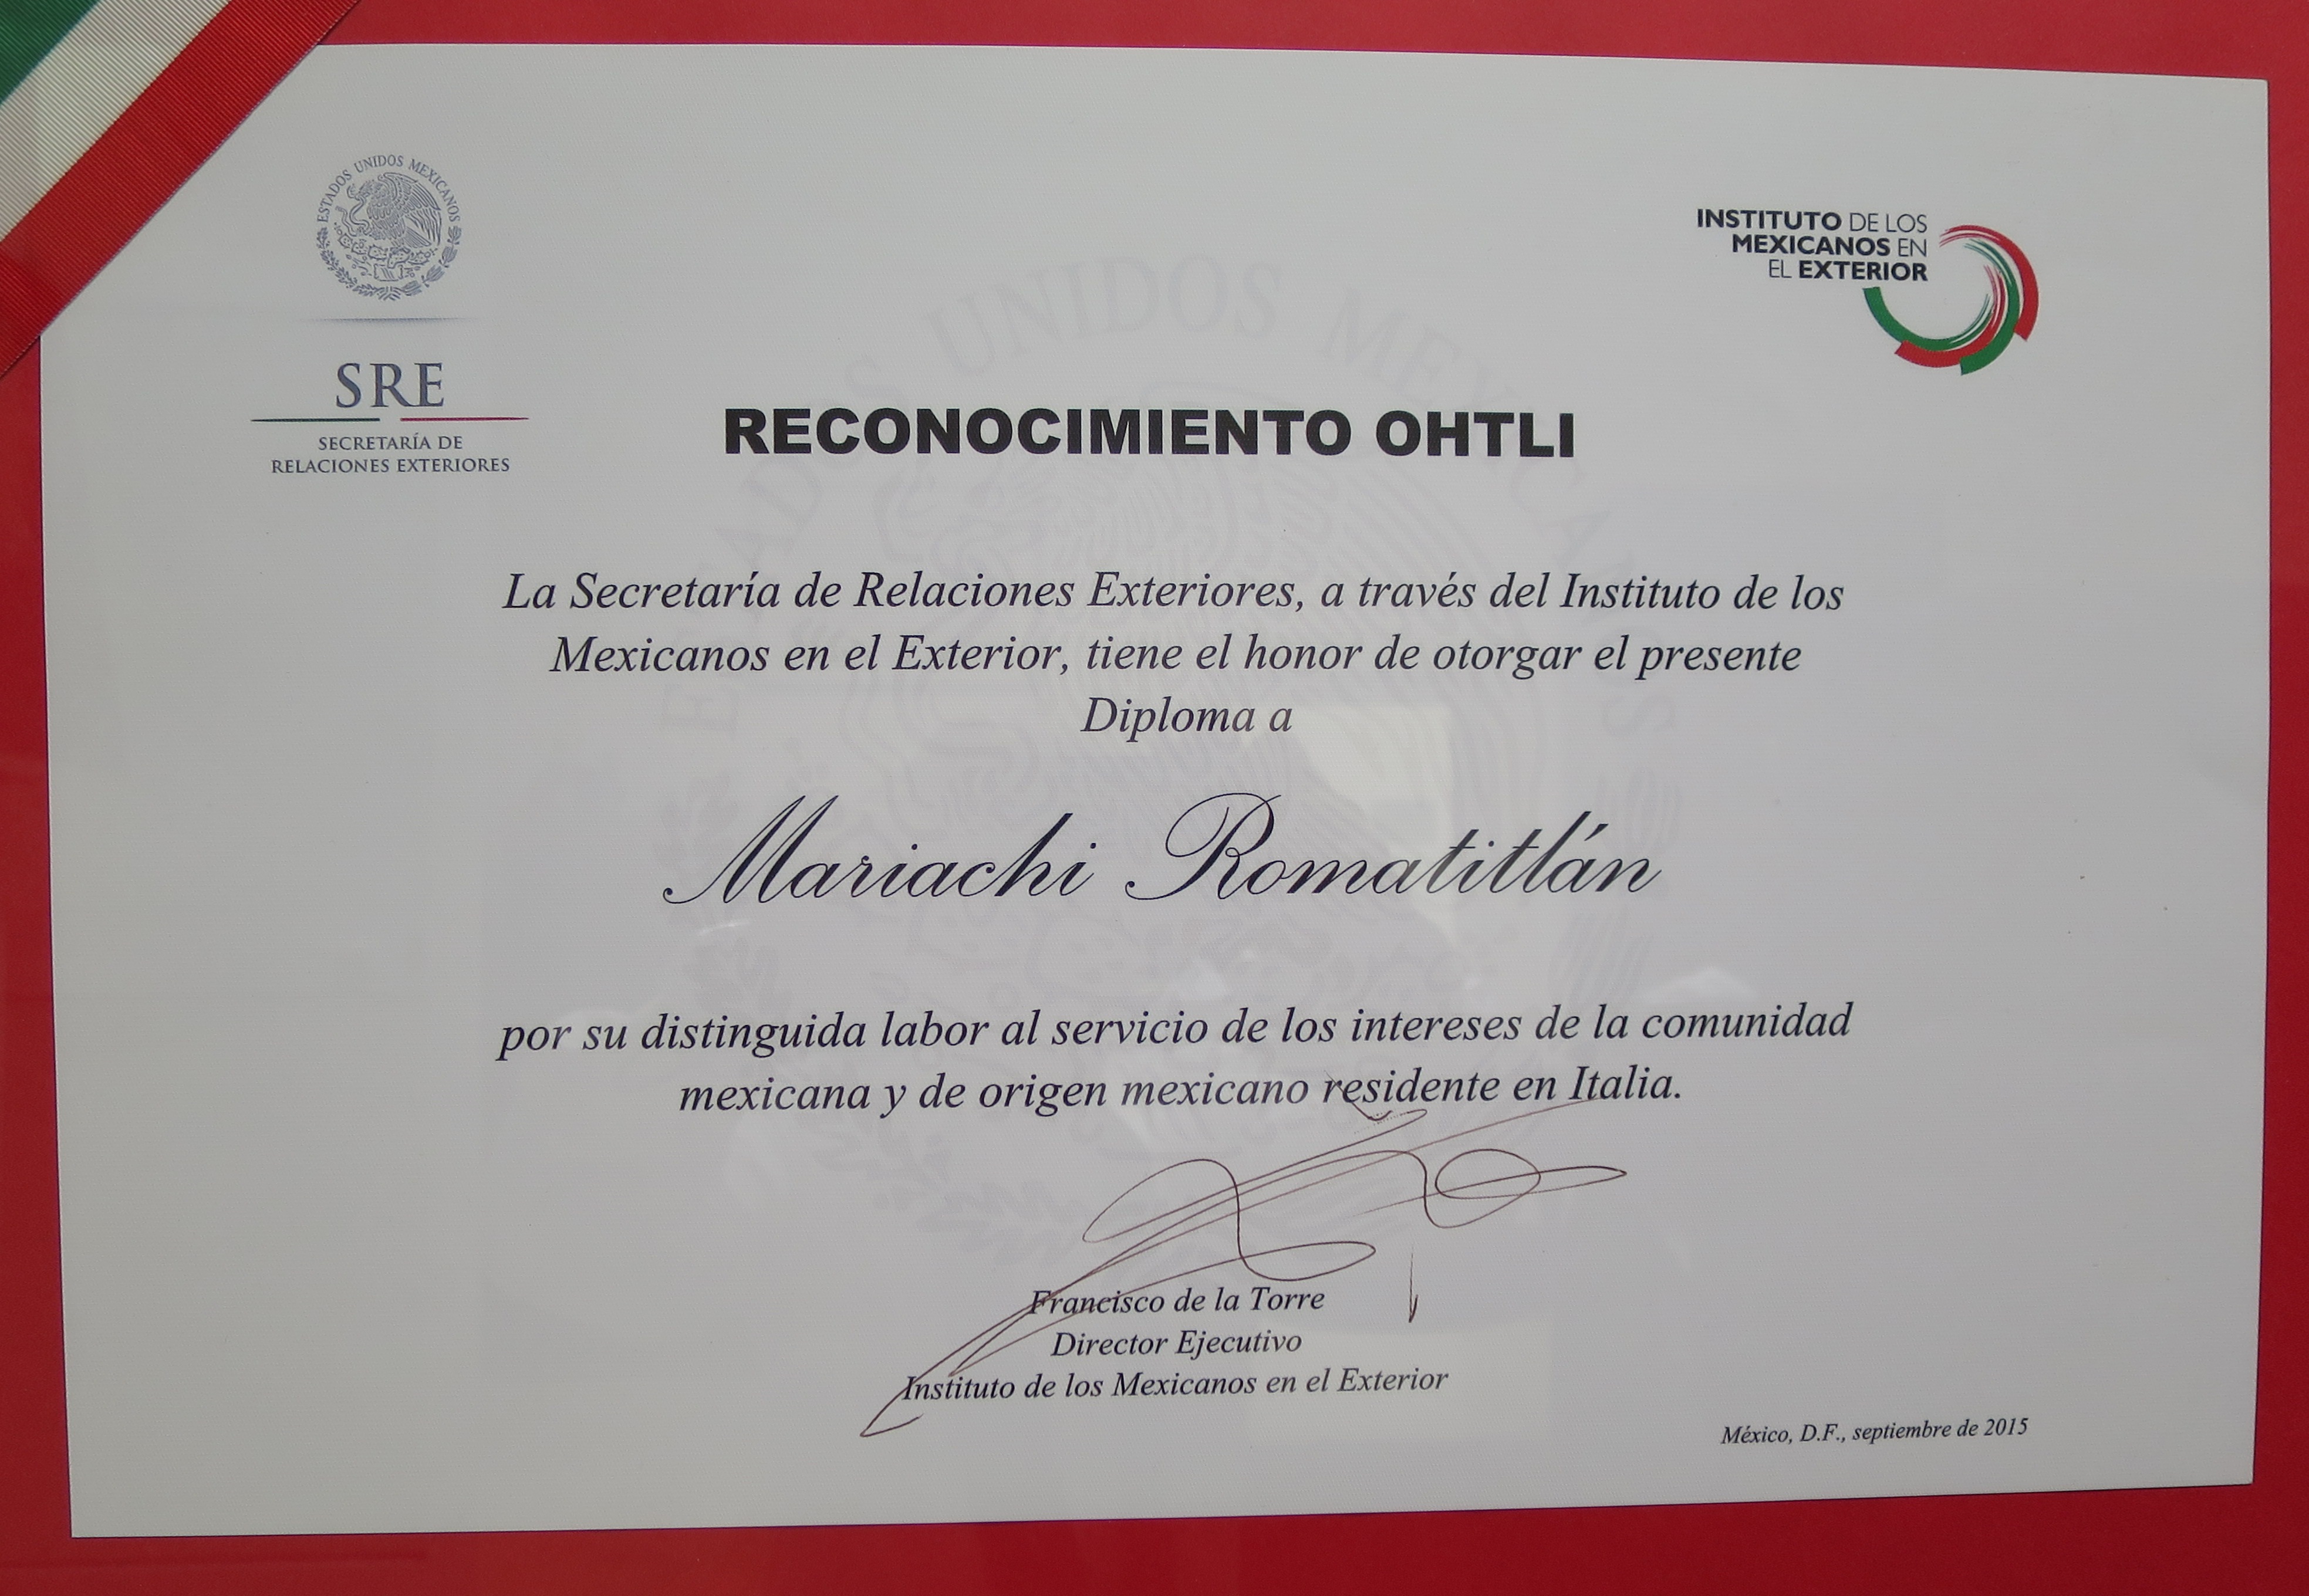 ESTADOS UNIDOS MEXICANOS
SRE
SECRETARÍA DE
RELACIONES EXTERIORES
INSTITUTO DE LOS
MEXICANOS EN
EL EXTERIOR
ESTADOS UNIDOS MEXICANOS
RECONOCIMIENTO OHTLI
La Secretaría de Relaciones Exteriores, a través del Instituto de los
Mexicanos en el Exterior, tiene el honor de otorgar el presente
Diploma a
Mariachi Romatitlán
por su distinguida labor al servicio de los intereses de la comunidad
mexicana y de origen mexicano residente en Italia.
Francisco de la Torre
Director Ejecutivo
Instituto de los Mexicanos en el Exterior
México, D.F., septiembre de 2015